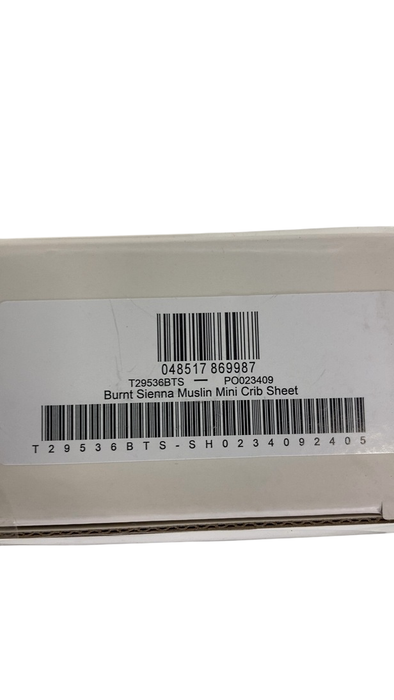 048517 869987
T29536BTS — PO023409
Burnt Sienna Muslin Mini Crib Sheet
T29536BTS-SH0234092405